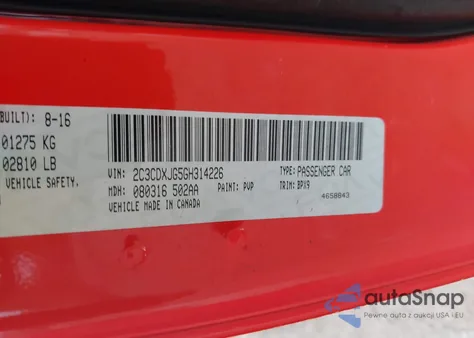 (BUILT): 8-16
01275 KG
02810 LB
VEHICLE SAFETY,
VIN: 2C3CDXJG5GH314226
TYPE: PASSENGER CAR
MDH: 080316 502AA
PAINT: PVP
TRIM: BPX9
VEHICLE MADE IN CANADA
4658843
autoSnap
Pewne auta z aukcji USA i EU